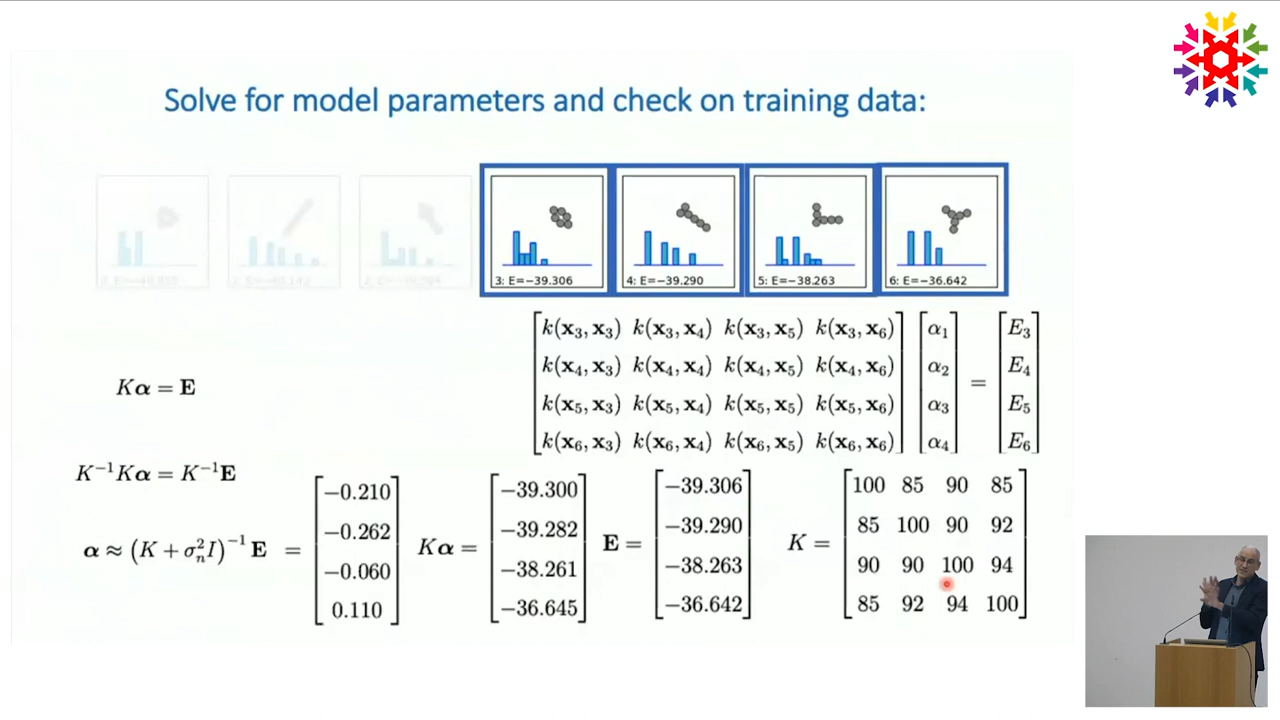 Solve for model parameters and check on training data:
3: E=−39.306
4: E=−39.290
5: E=−38.263
6: E=−36.642
k(x₃, x₃) k(x₃, x₄) k(x₃, x₅) k(x₃, x₆) α₁ E₃
k(x₄, x₃) k(x₄, x₄) k(x₄, x₅) k(x₄, x₆) α₂ E₄
=
k(x₅, x₃) k(x₅, x₄) k(x₅, x₅) k(x₅, x₆) α₃ E₅
k(x₆, x₃) k(x₆, x₄) k(x₆, x₅) k(x₆, x₆) α₄ E₆
Kα = E
K⁻¹Kα = K⁻¹E
α ≈ (K + σₙ²I)⁻¹ E =
−0.210
−0.262
−0.060
0.110
Kα =
−39.300
−39.282
−38.261
−36.645
E =
−39.306
−39.290
−38.263
−36.642
K =
100 85 90 85
85 100 90 92
90 90 100 94
85 92 94 100